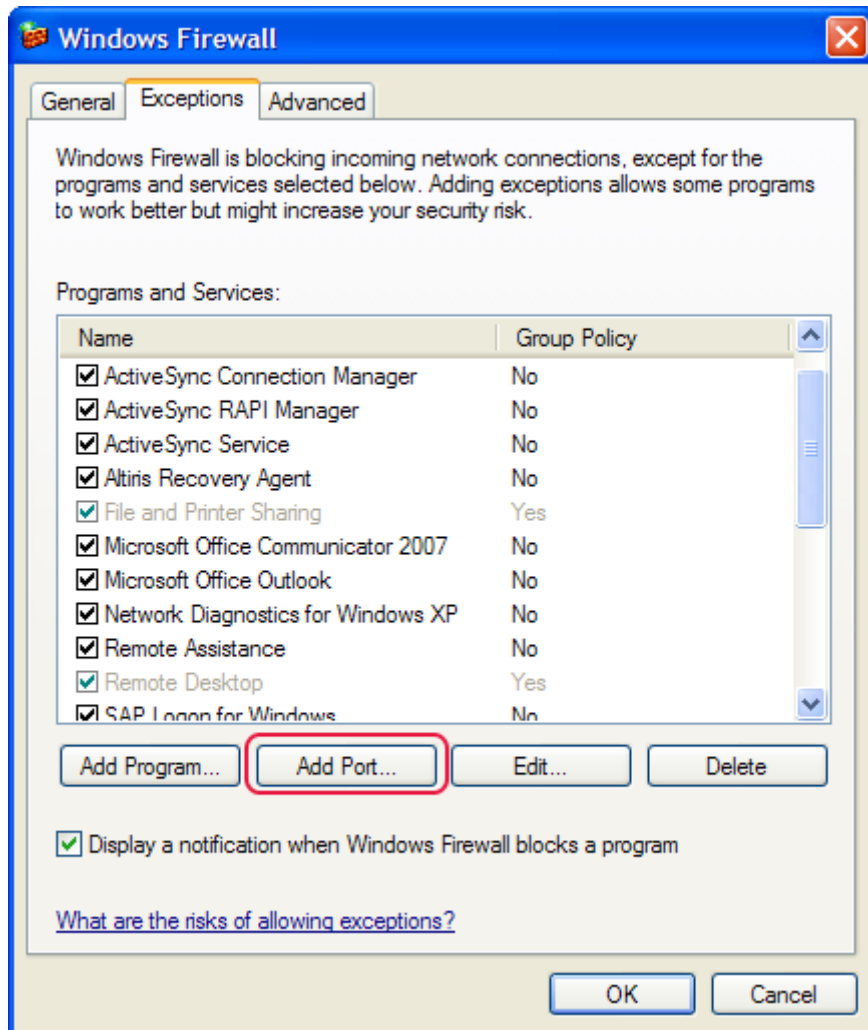 Windows Firewall
General Exceptions Advanced
Windows Firewall is blocking incoming network connections, except for the
programs and services selected below. Adding exceptions allows some programs
to work better but might increase your security risk.
Programs and Services:
Name Group Policy
ActiveSync Connection Manager No
ActiveSync RAPI Manager No
ActiveSync Service No
Altiris Recovery Agent No
File and Printer Sharing Yes
Microsoft Office Communicator 2007 No
Microsoft Office Outlook No
Network Diagnostics for Windows XP No
Remote Assistance No
Remote Desktop Yes
SAP Logon for Windows No
Add Program... Add Port... Edit... Delete
Display a notification when Windows Firewall blocks a program
What are the risks of allowing exceptions?
OK Cancel